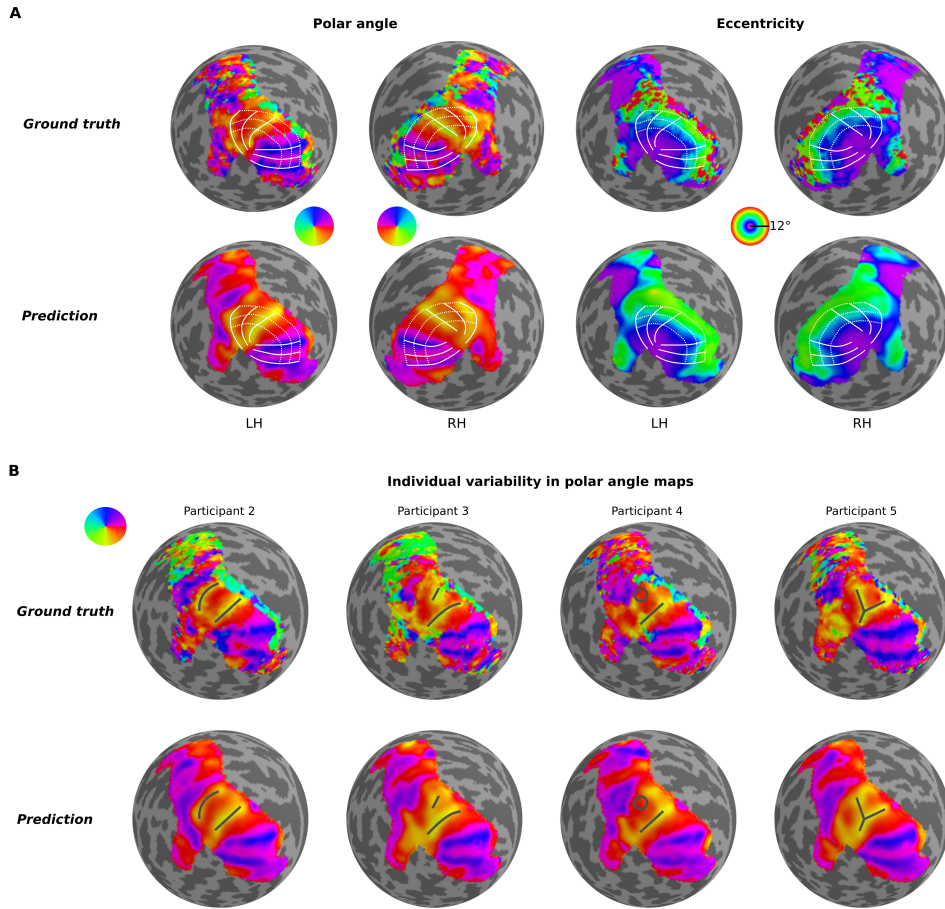 A
Polar angle
Eccentricity
Ground truth
12°
Prediction
LH
RH
LH
RH
B
Individual variability in polar angle maps
Participant 2
Participant 3
Participant 4
Participant 5
Ground truth
Prediction